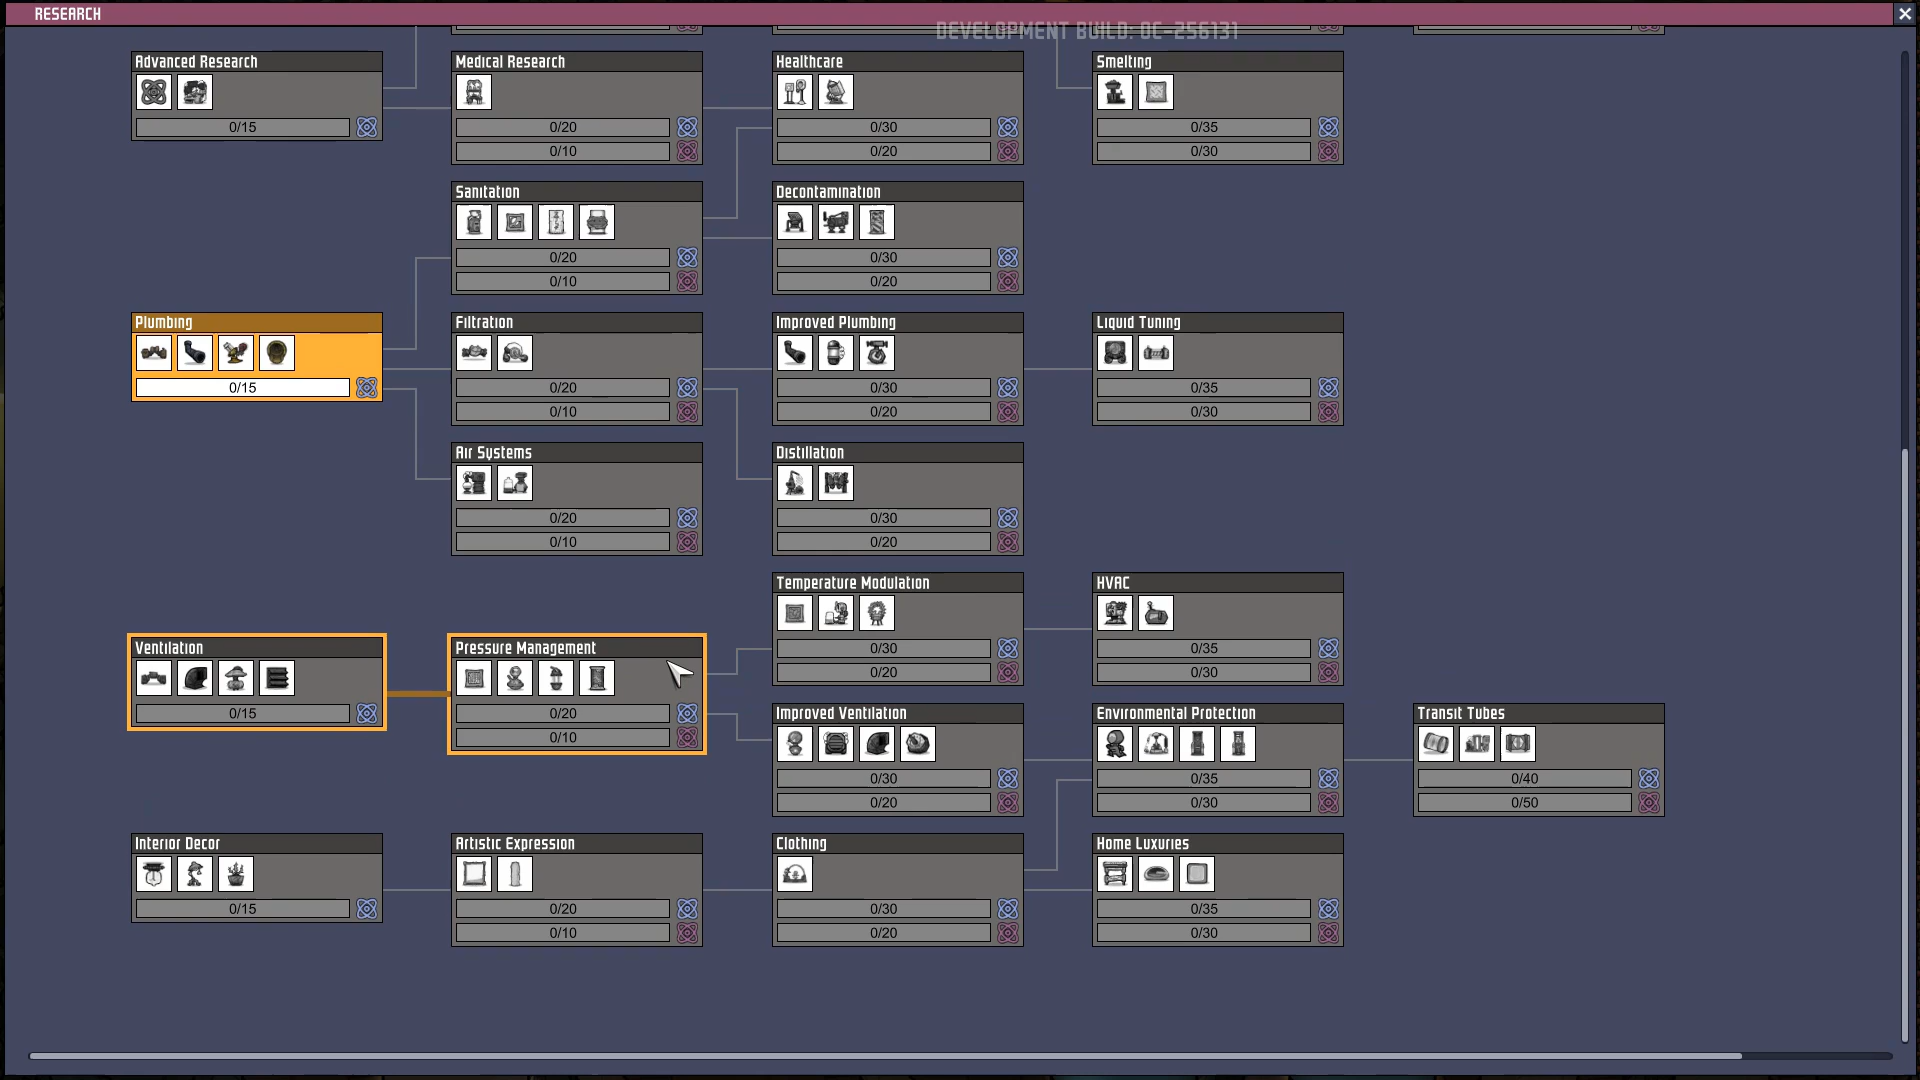 RESEARCH
DEVELOPMENT BUILD: OC-256131
Advanced Research
0/15
Medical Research
0/20
0/10
Healthcare
0/30
0/20
Smelting
0/35
0/30
Sanitation
0/20
0/10
Decontamination
0/30
0/20
Plumbing
0/15
Filtration
0/20
0/10
Improved Plumbing
0/30
0/20
Liquid Tuning
0/35
0/30
Air Systems
0/20
0/10
Distillation
0/30
0/20
Temperature Modulation
0/30
0/20
HVAC
0/35
0/30
Ventilation
0/15
Pressure Management
0/20
0/10
Improved Ventilation
0/30
0/20
Environmental Protection
0/35
0/30
Transit Tubes
0/40
0/50
Interior Decor
0/15
Artistic Expression
0/20
0/10
Clothing
0/30
0/20
Home Luxuries
0/35
0/30